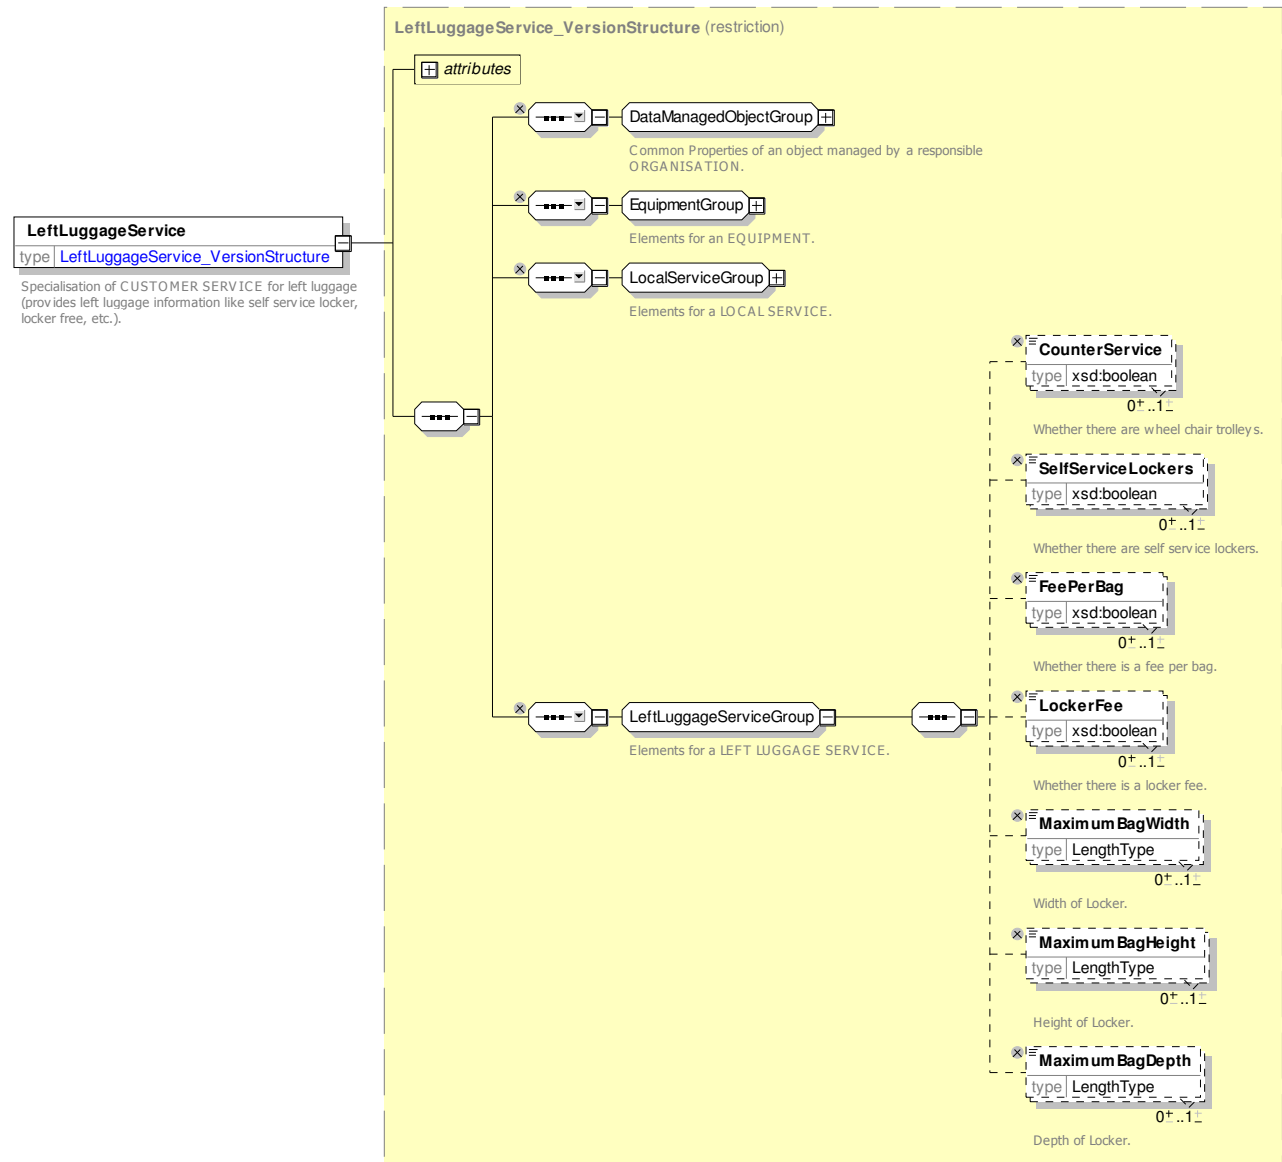 LeftLuggageService_VersionStructure (restriction)
attributes
DataManagedObjectGroup
Common Properties of an object managed by a responsible
ORGANISATION.
EquipmentGroup
Elements for an EQUIPMENT.
LeftLuggageService
type LeftLuggageService_VersionStructure
Specialisation of CUSTOMER SERVICE for left luggage
(provides left luggage information like self service locker,
locker free, etc.).
LocalServiceGroup
Elements for a LOCAL SERVICE.
CounterService
type xsd:boolean
0..1
Whether there are wheel chair trolleys.
SelfServiceLockers
type xsd:boolean
0..1
Whether there are self service lockers.
FeePerBag
type xsd:boolean
0..1
Whether there is a fee per bag.
LeftLuggageServiceGroup
Elements for a LEFT LUGGAGE SERVICE.
LockerFee
type xsd:boolean
0..1
Whether there is a locker fee.
MaximumBagWidth
type LengthType
0..1
Width of Locker.
MaximumBagHeight
type LengthType
0..1
Height of Locker.
MaximumBagDepth
type LengthType
0..1
Depth of Locker.